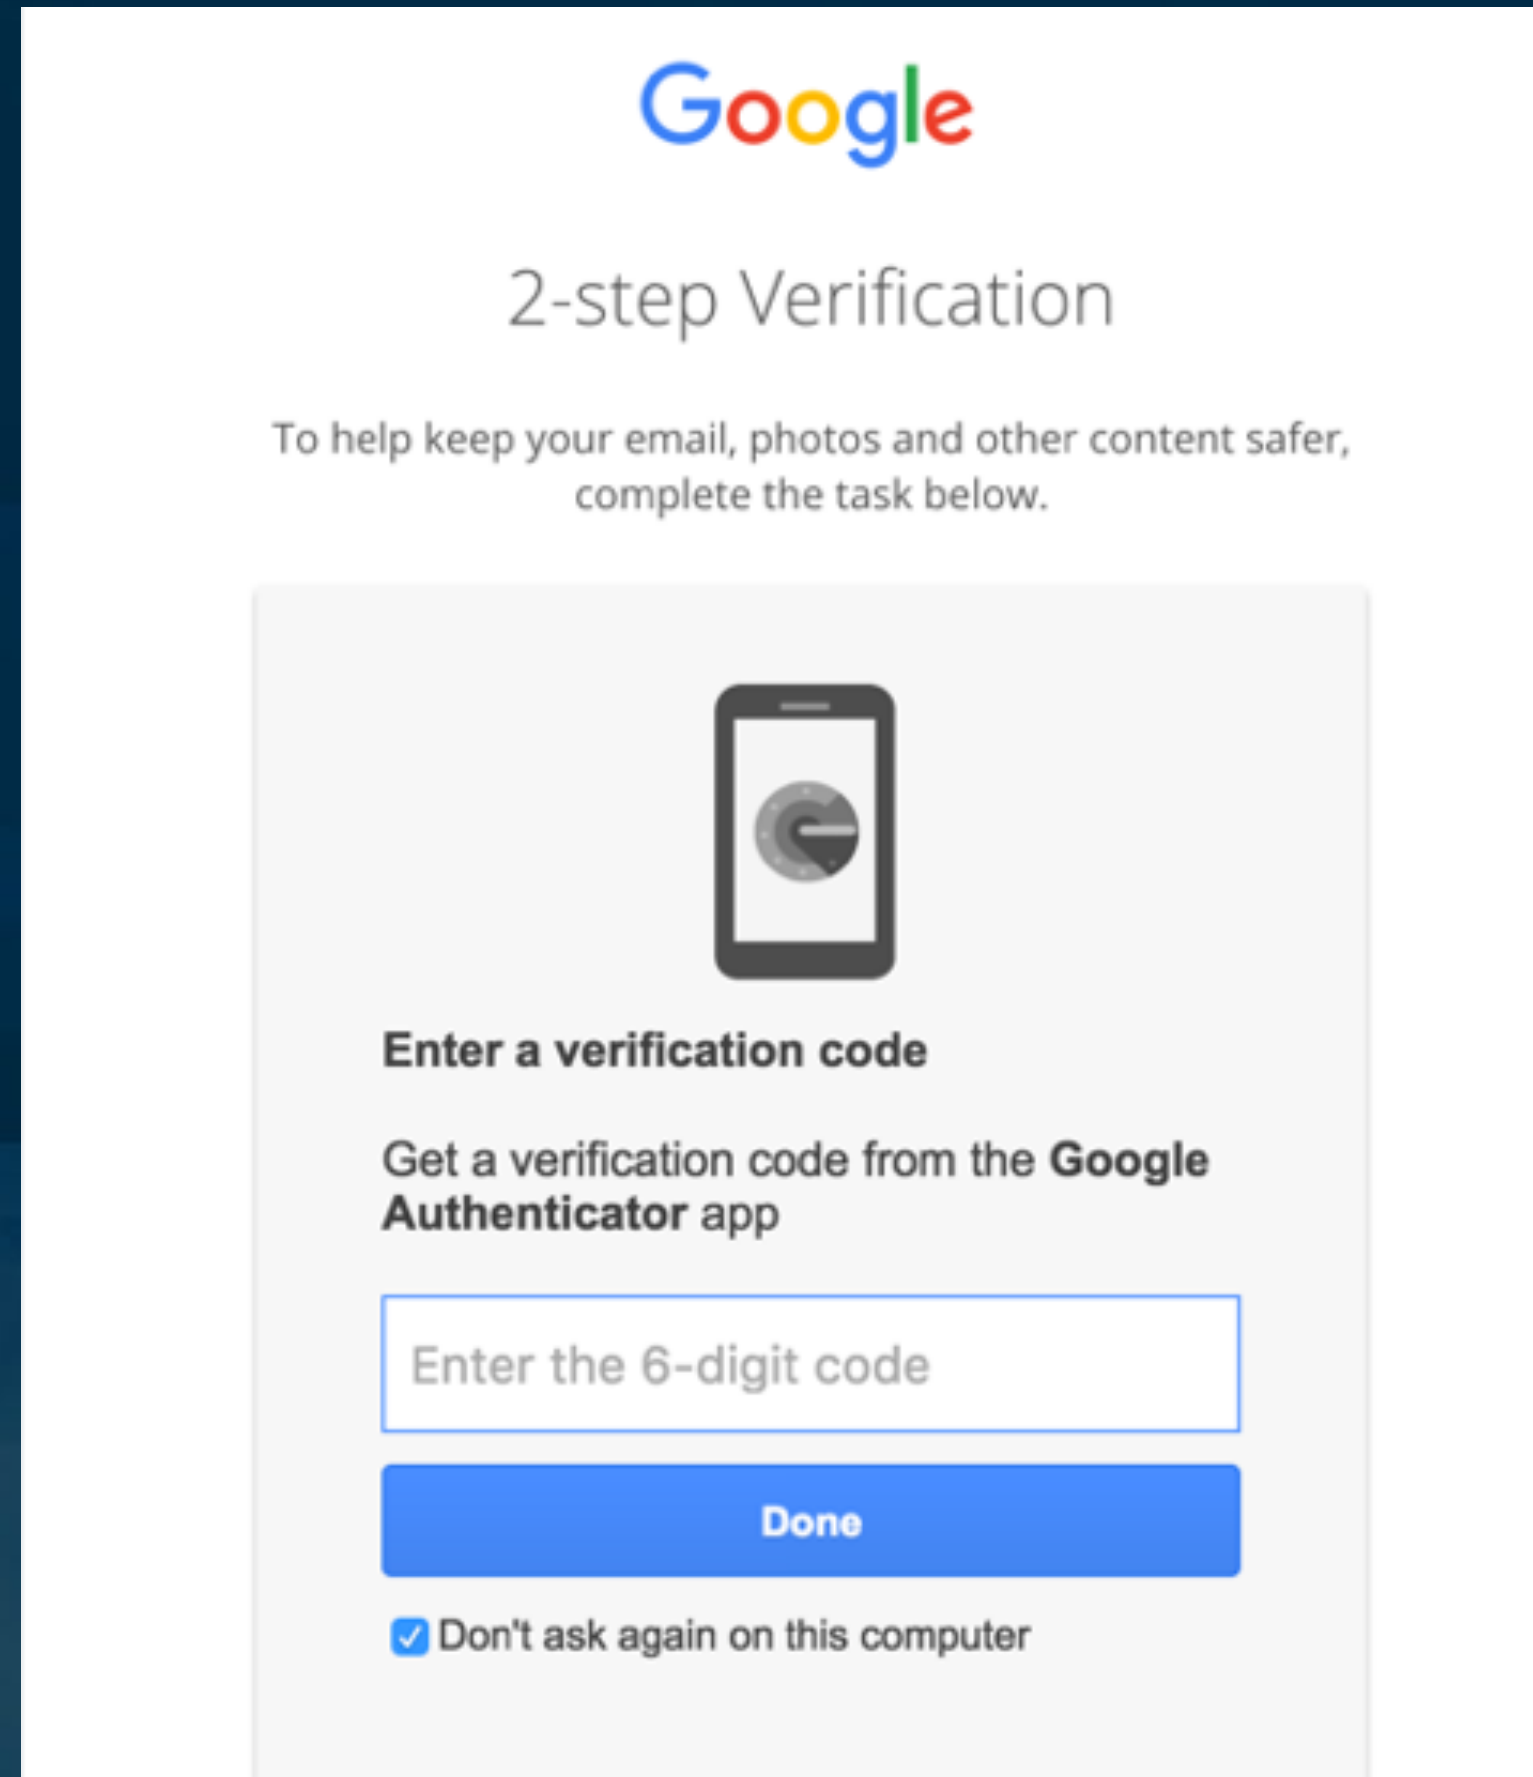 Google
2-step Verification
To help keep your email, photos and other content safer,
complete the task below.
Enter a verification code
Get a verification code from the Google
Authenticator app
Enter the 6-digit code
Done
Don't ask again on this computer